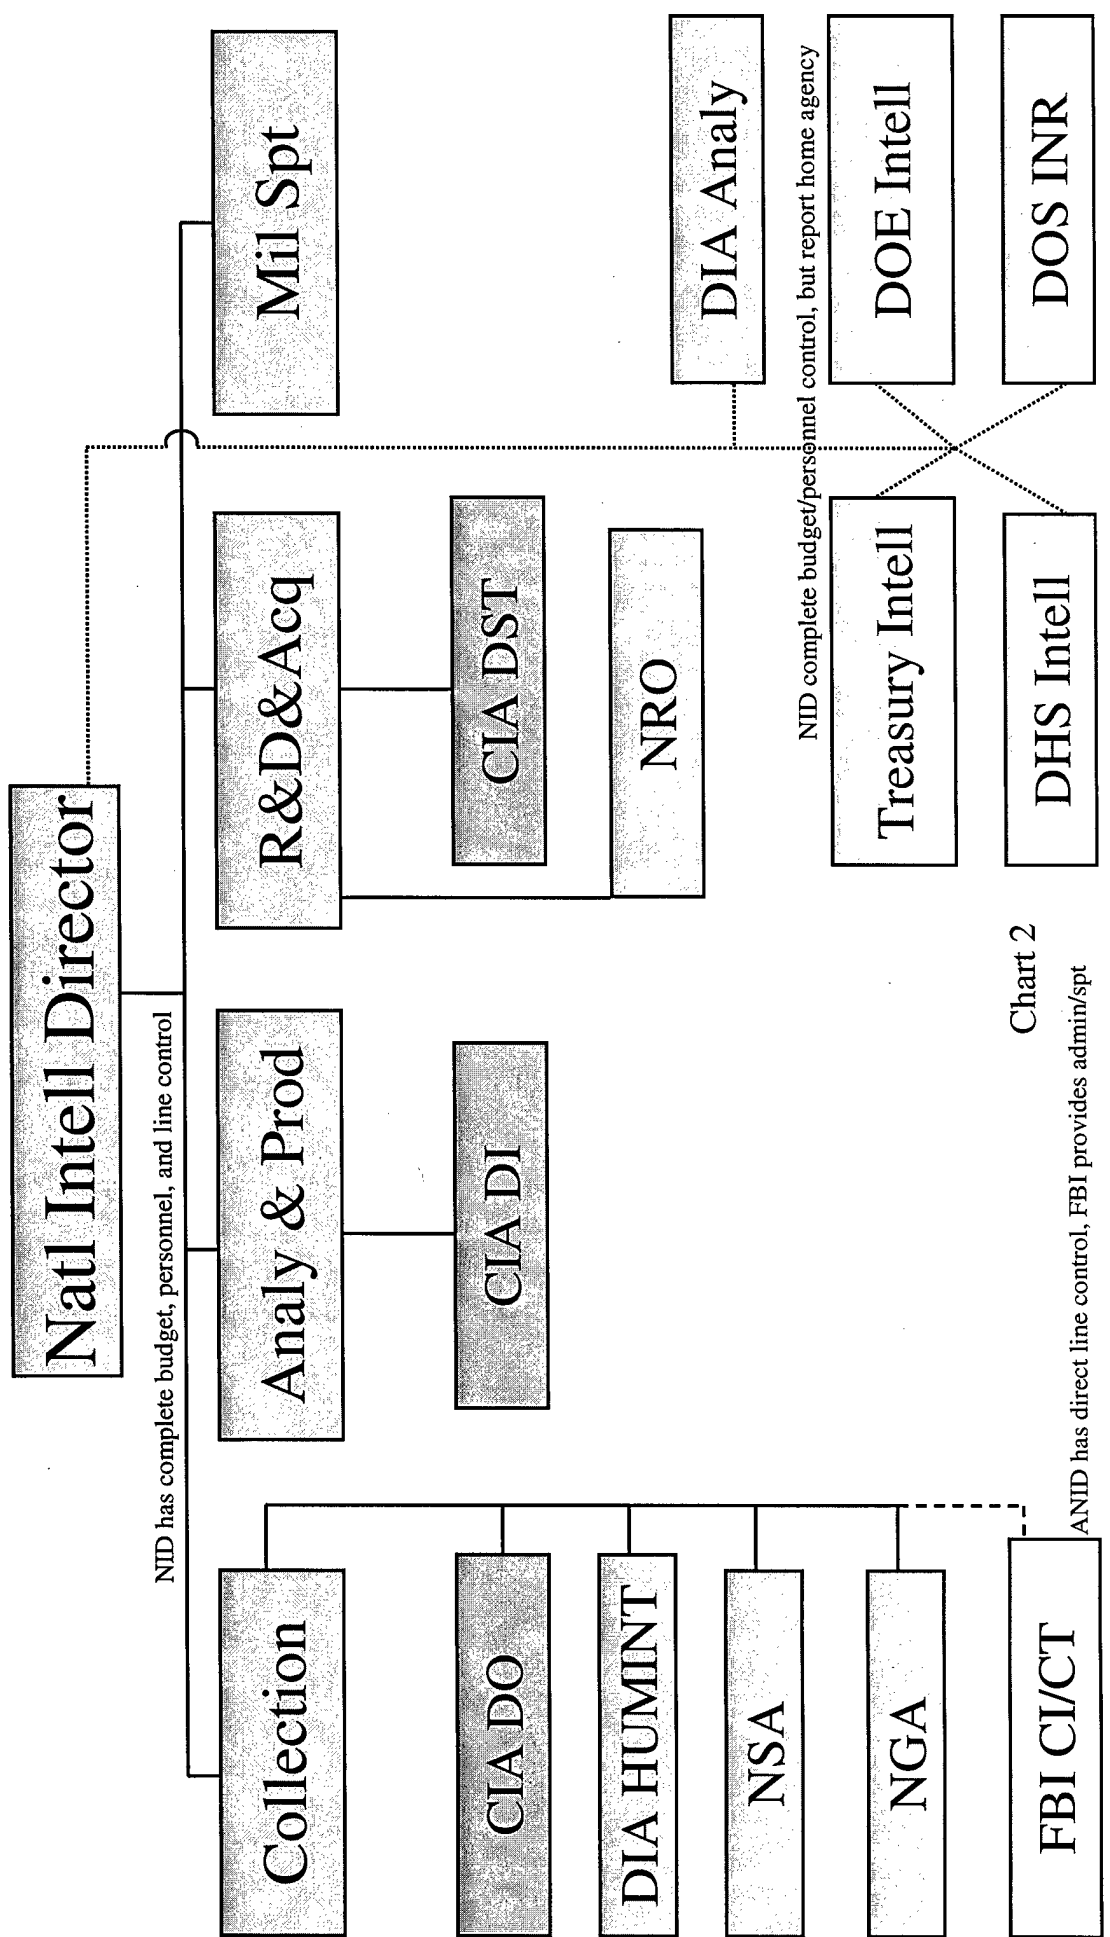 Natl Intell Director
NID has complete budget, personnel, and line control
Collection
Analy & Prod
R&D&Acq
Mil Spt
CIA DO
CIA DI
CIA DST
DIA HUMINT
NRO
DIA Analy
NSA
NID complete budget/personnel control, but report home agency
NGA
Treasury Intell
DOE Intell
FBI CI/CT
DHS Intell
DOS INR
Chart 2
ANID has direct line control, FBI provides admin/spt